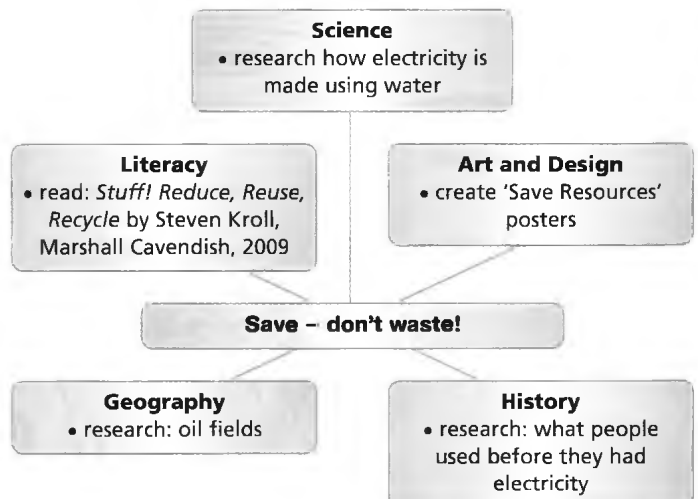 Science
• research how electricity is
made using water
Literacy
• read: Stuff! Reduce, Reuse,
Recycle by Steven Kroll,
Marshall Cavendish, 2009
Art and Design
• create 'Save Resources'
posters
Save – don't waste!
Geography
• research: oil fields
History
• research: what people
used before they had
electricity